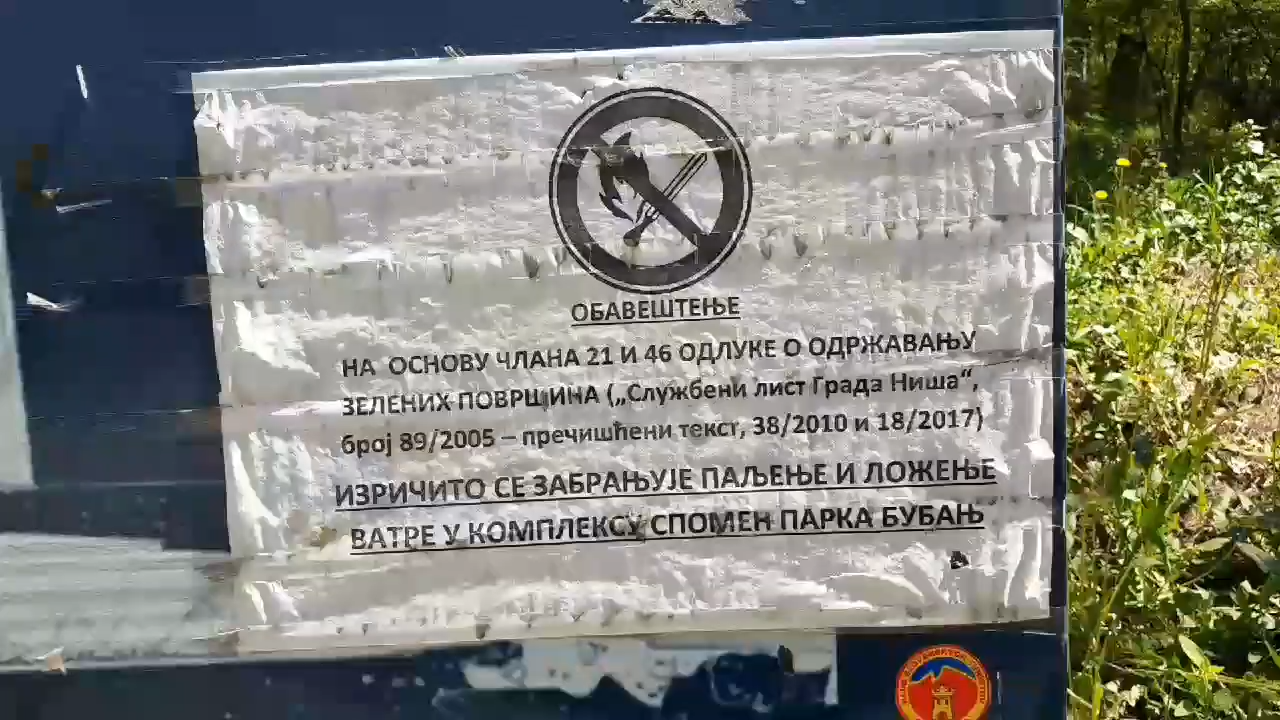 ОБАВЕШТЕЊЕ
НА ОСНОВУ ЧЛАНА 21 И 46 ОДЛУКЕ О ОДРЖАВАЊУ
ЗЕЛЕНИХ ПОВРШИНА („Службени лист Града Ниша“,
број 89/2005 – пречишћени текст, 38/2010 и 18/2017)
ИЗРИЧИТО СЕ ЗАБРАЊУЈЕ ПАЉЕЊЕ И ЛОЖЕЊЕ
ВАТРЕ У КОМПЛЕКСУ СПОМЕН ПАРКА БУБАЊ